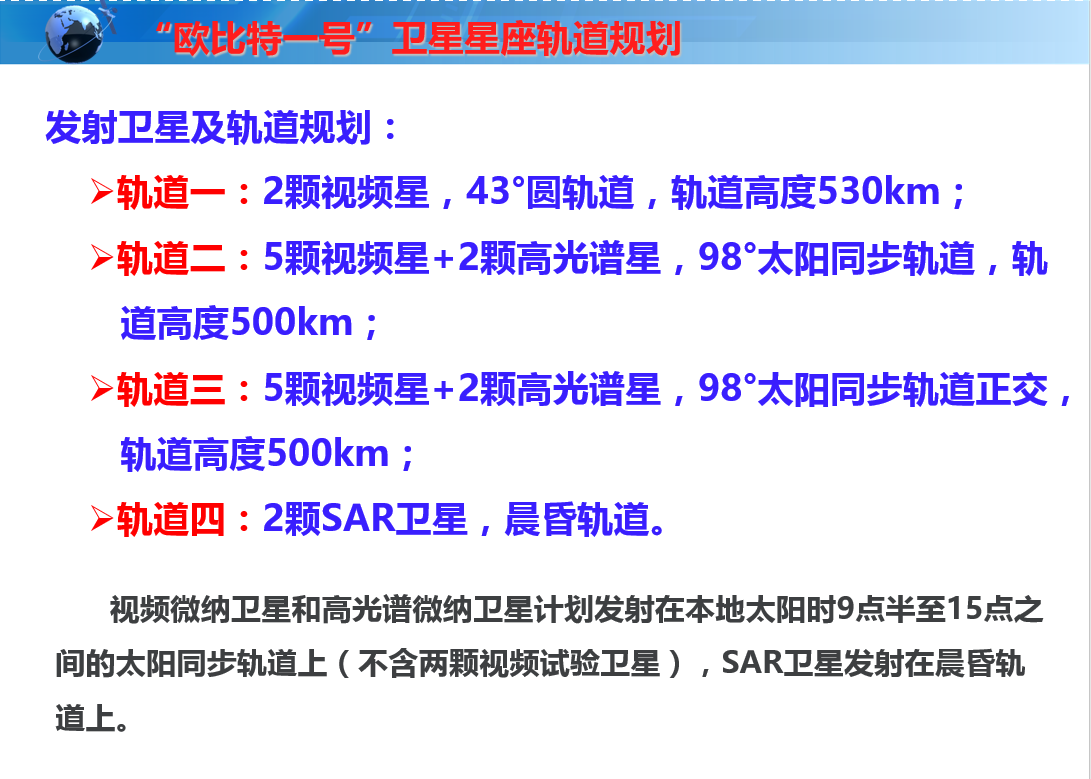 “欧比特一号”卫星星座轨道规划
发射卫星及轨道规划：
轨道一：2颗视频星，43°圆轨道，轨道高度530km；
轨道二：5颗视频星+2颗高光谱星，98°太阳同步轨道，轨
道高度500km；
轨道三：5颗视频星+2颗高光谱星，98°太阳同步轨道正交，
轨道高度500km；
轨道四：2颗SAR卫星，晨昏轨道。
视频微纳卫星和高光谱微纳卫星计划发射在本地太阳时9点半至15点之
间的太阳同步轨道上（不含两颗视频试验卫星），SAR卫星发射在晨昏轨
道上。